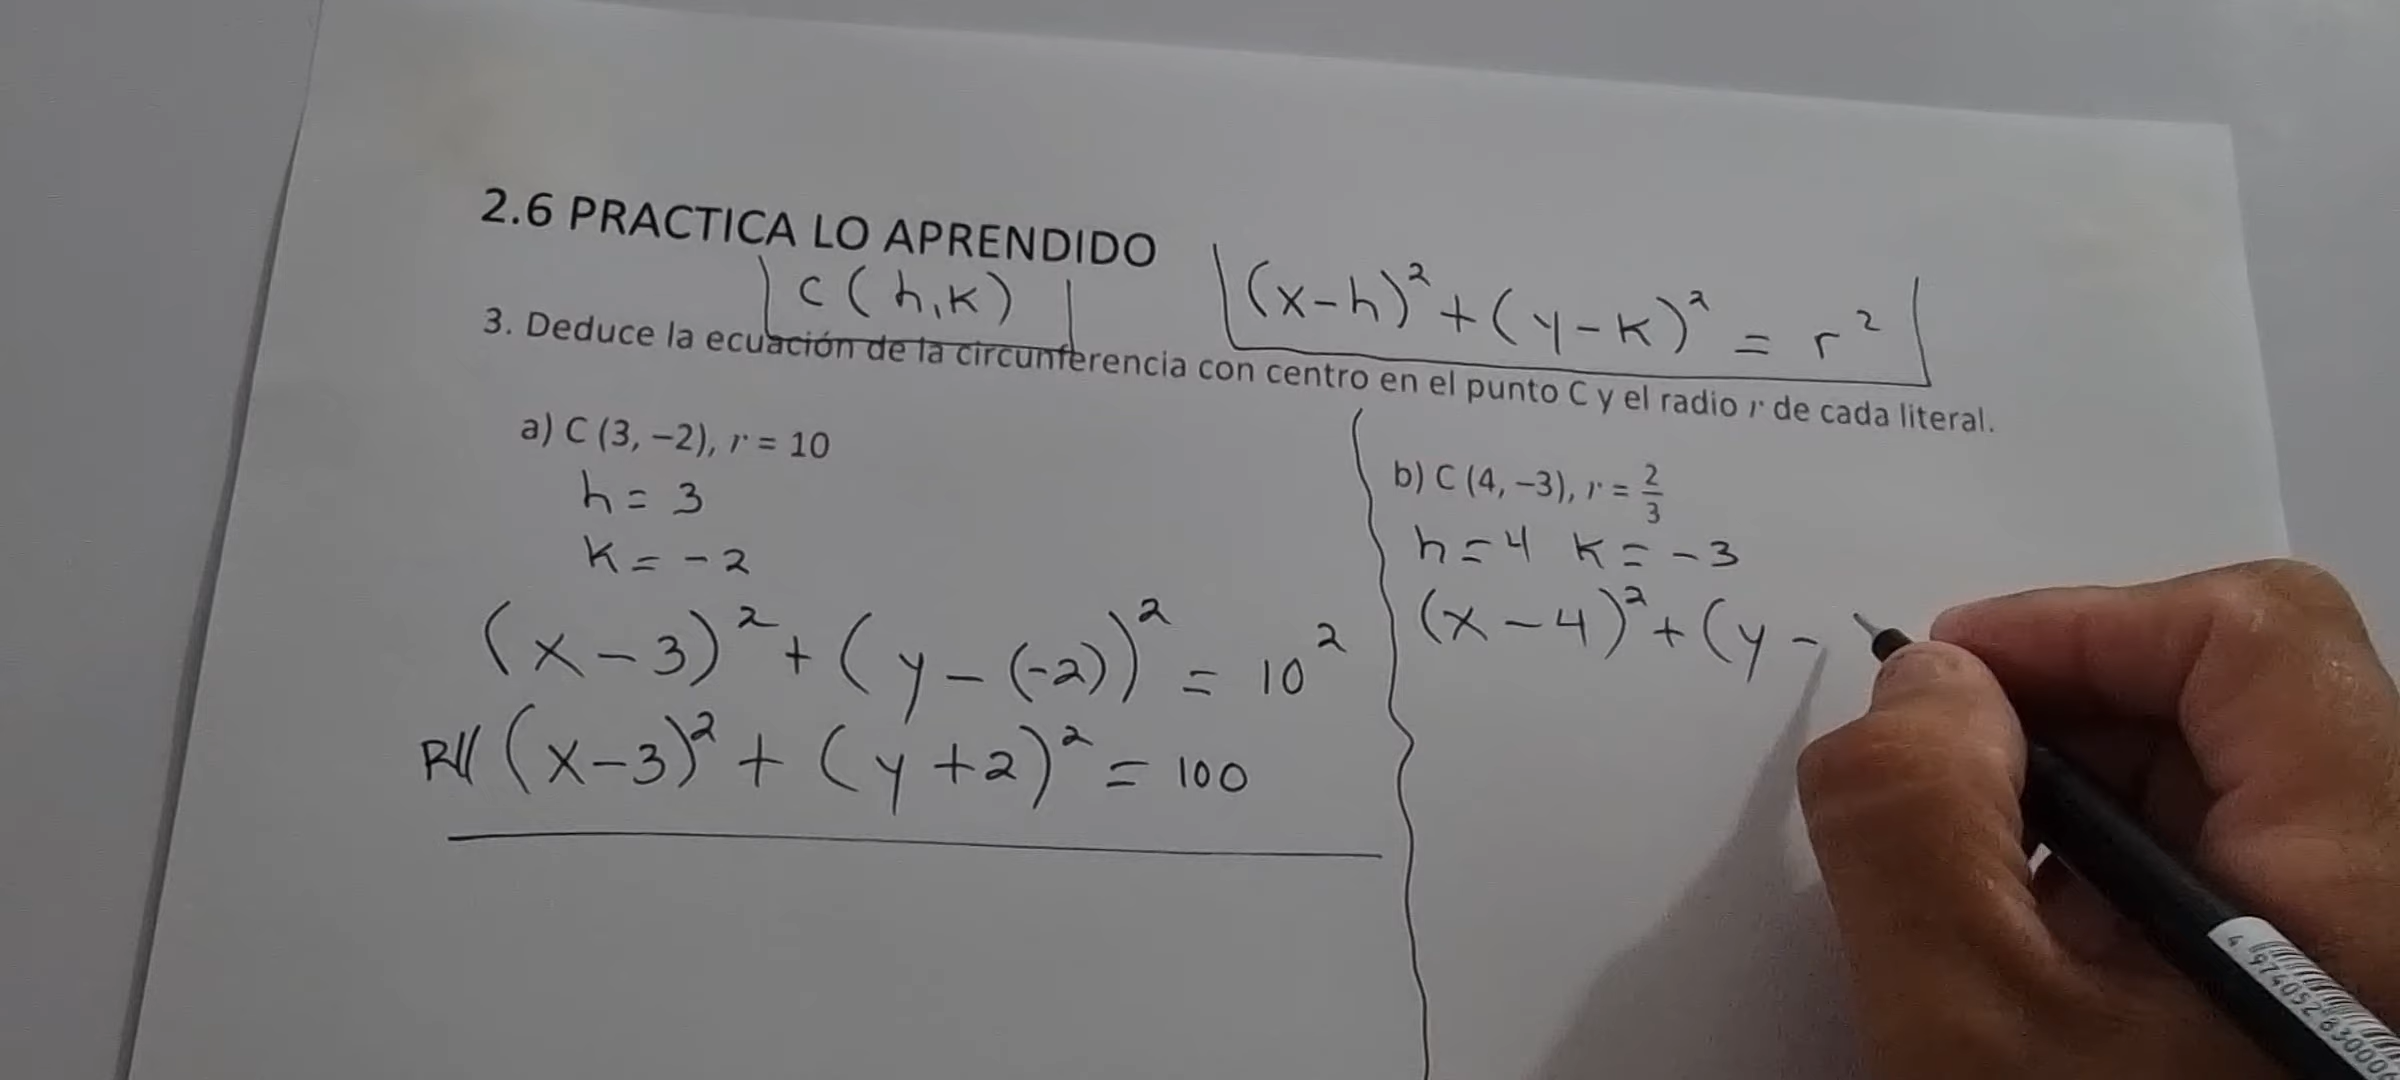 2.6 PRACTICA LO APRENDIDO
C(h,k)
(x-h)² + (y-k)² = r²
3. Deduce la ecuación de la circunferencia con centro en el punto C y el radio r de cada literal.
a) C (3, −2), r = 10
h = 3
k = -2
(x-3)² + (y-(-2))² = 10²
R// (x-3)² + (y+2)² = 100
b) C (4, −3), r = 2/3
h=4 k=-3
(x-4)² + (y-